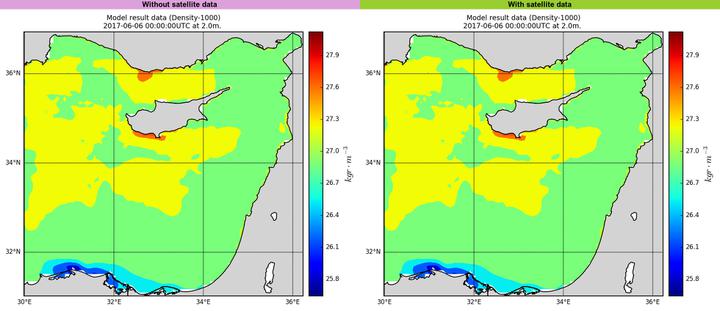 Without satellite data
Model result data (Density-1000)
2017-06-06 00:00:00UTC at 2.0m.
36°N
34°N
32°N
30°E
32°E
34°E
36°E
27.9
27.6
27.3
27.0
26.7
26.4
26.1
25.8
kgr · m⁻³
With satellite data
Model result data (Density-1000)
2017-06-06 00:00:00UTC at 2.0m.
36°N
34°N
32°N
30°E
32°E
34°E
36°E
27.9
27.6
27.3
27.0
26.7
26.4
26.1
25.8
kgr · m⁻³